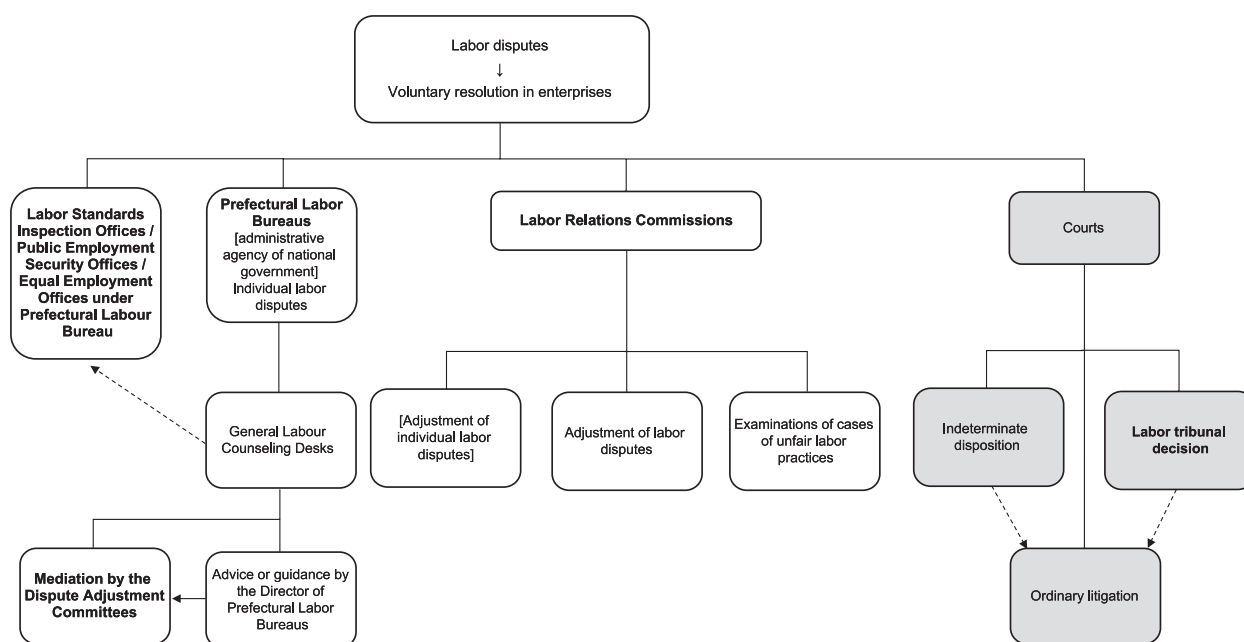 Labor disputes
↓
Voluntary resolution in enterprises
Labor Standards
Inspection Offices /
Public Employment
Security Offices /
Equal Employment
Offices under
Prefectural Labour
Bureau
Prefectural Labor
Bureaus
[administrative
agency of national
government]
Individual labor
disputes
Labor Relations Commissions
Courts
General Labour
Counseling Desks
[Adjustment of
individual labor
disputes]
Adjustment of labor
disputes
Examinations of cases
of unfair labor
practices
Indeterminate
disposition
Labor tribunal
decision
Mediation by the
Dispute Adjustment
Committees
Advice or guidance by
the Director of
Prefectural Labor
Bureaus
Ordinary litigation